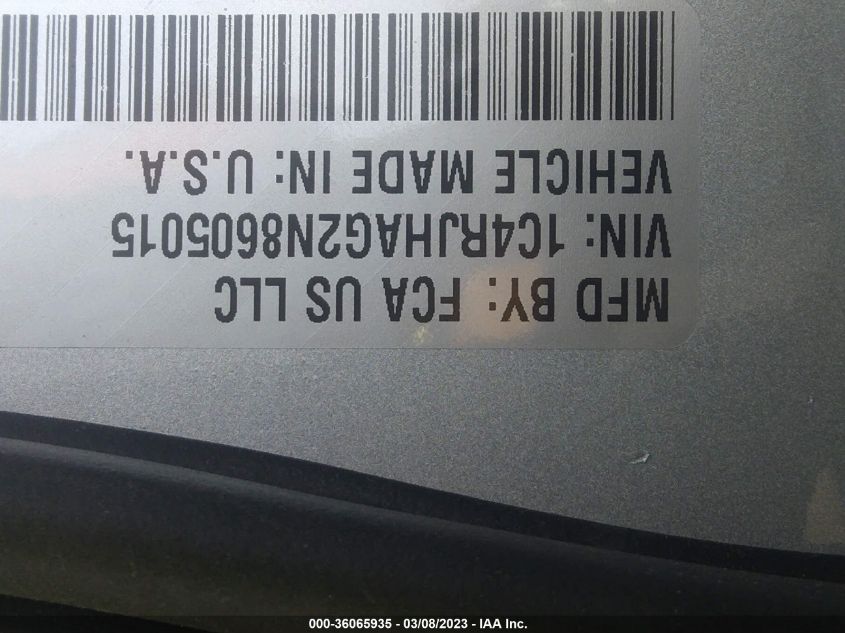 MFD BY: FCA US LLC
VIN: 1C4RJHAG2N8605015
VEHICLE MADE IN: U.S.A.
000-36065935 - 03/08/2023 - IAA Inc.